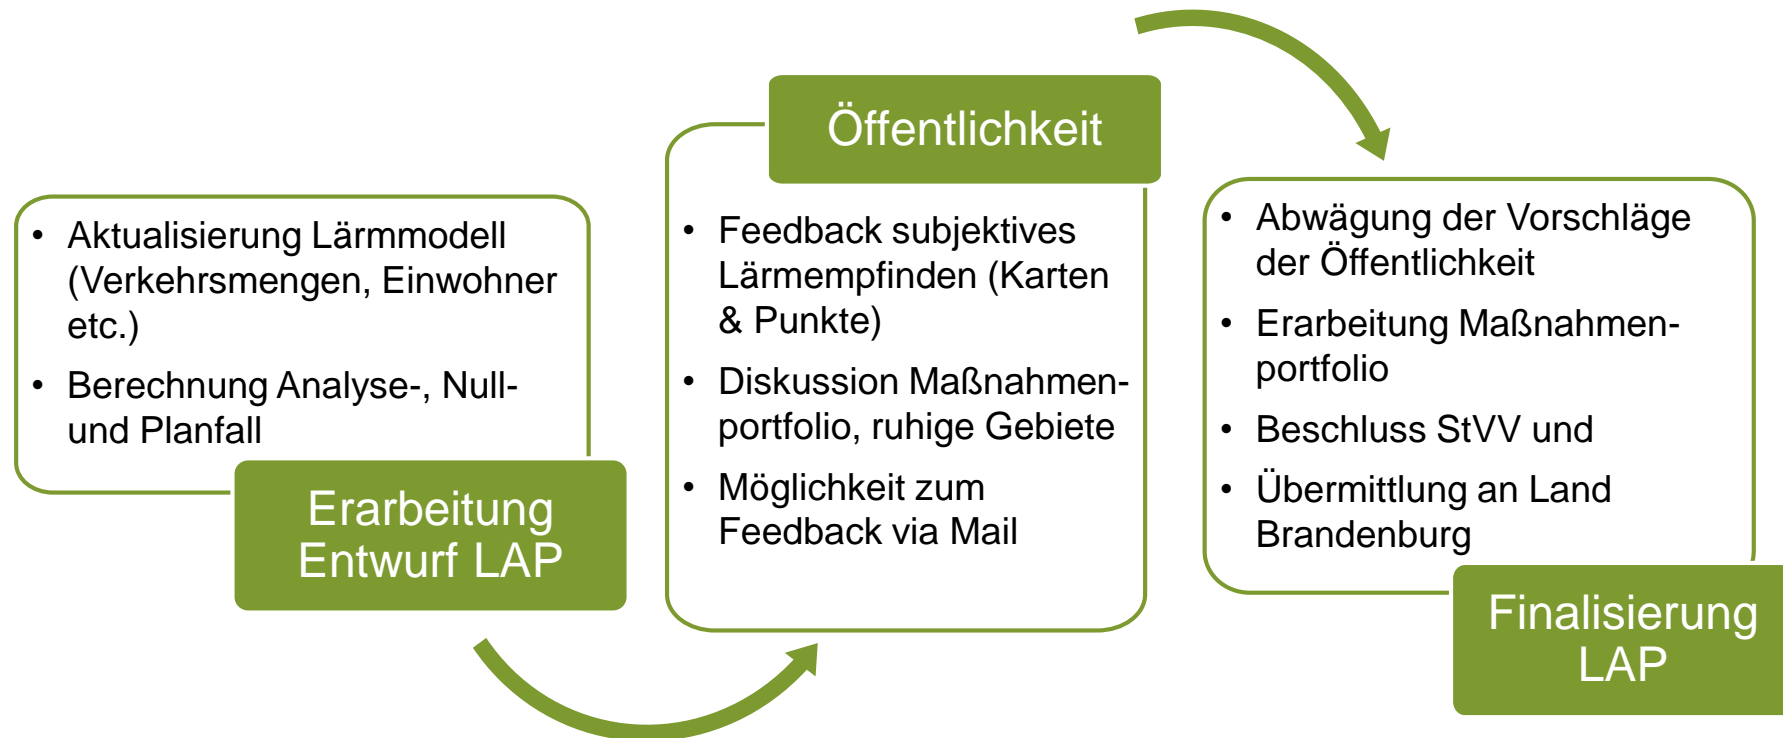 • Aktualisierung Lärmmodell
(Verkehrsmengen, Einwohner
etc.)
• Berechnung Analyse-, Null-
und Planfall
Erarbeitung
Entwurf LAP
Öffentlichkeit
• Feedback subjektives
Lärmempfinden (Karten
& Punkte)
• Diskussion Maßnahmen-
portfolio, ruhige Gebiete
• Möglichkeit zum
Feedback via Mail
• Abwägung der Vorschläge
der Öffentlichkeit
• Erarbeitung Maßnahmen-
portfolio
• Beschluss StVV und
• Übermittlung an Land
Brandenburg
Finalisierung
LAP